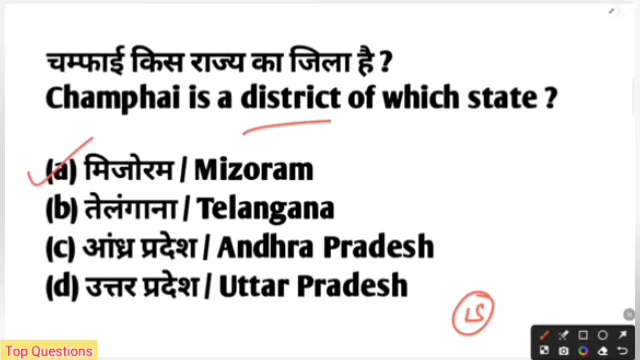 चम्फाई किस राज्य का जिला है ?
Champhai is a district of which state ?
(a) मिजोरम / Mizoram
(b) तेलंगाना / Telangana
(c) आंध्र प्रदेश / Andhra Pradesh
(d) उत्तर प्रदेश / Uttar Pradesh
Top Questions